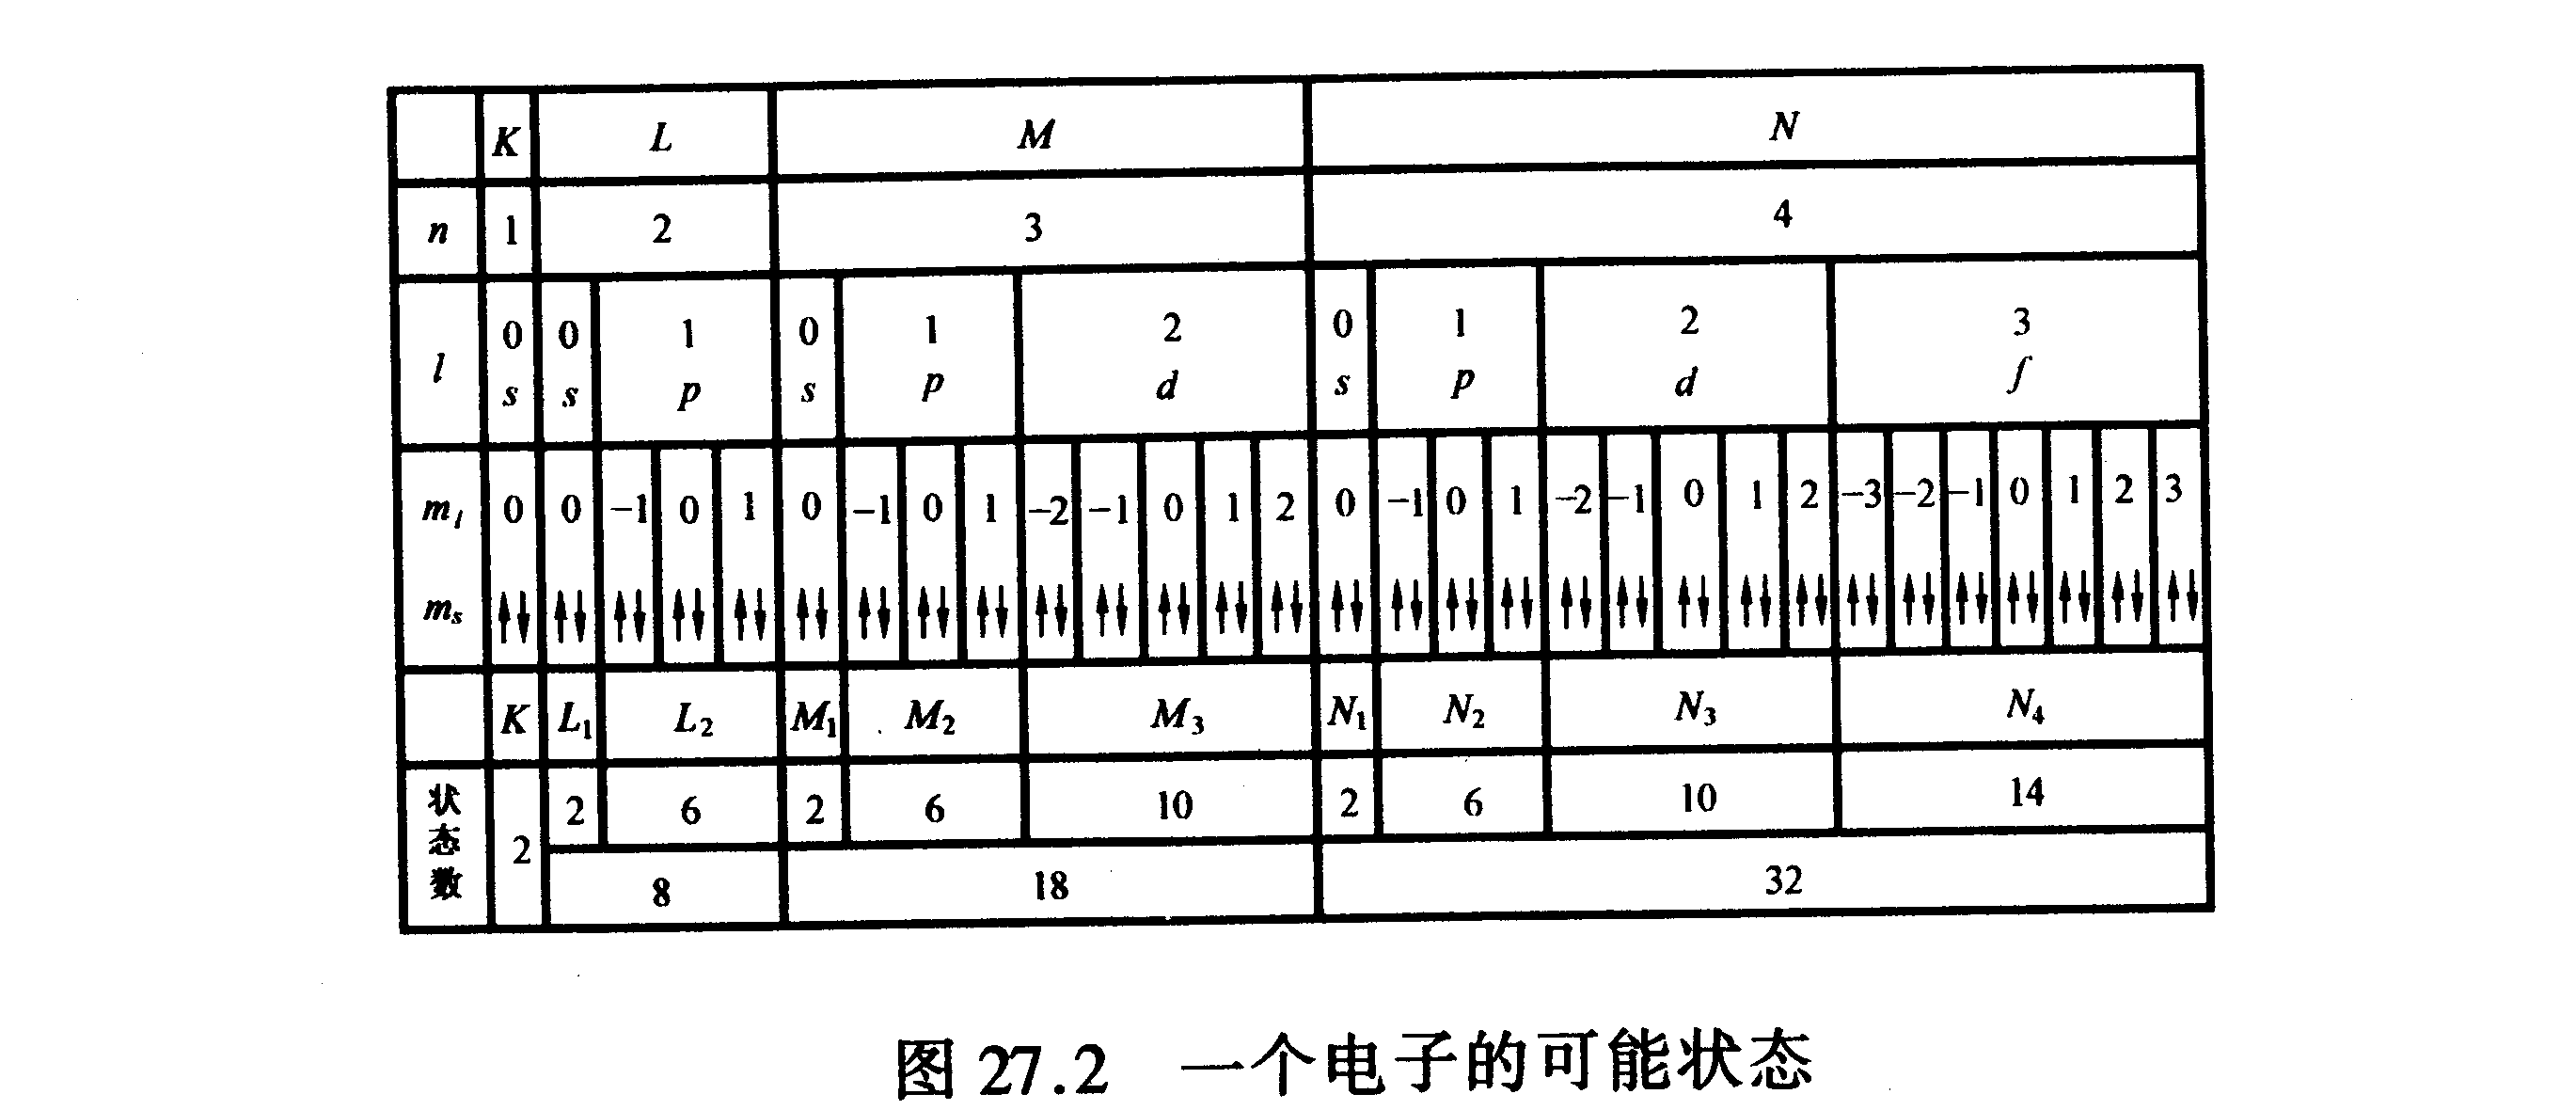 K L M N
n 1 2 3 4
l 0 0 1 0 1 2 0 1 2 3
s s p s p d s p d f
m_l 0 0 −1 0 1 0 −1 0 1 −2 −1 0 1 2 0 −1 0 1 −2 −1 0 1 2 −3 −2 −1 0 1 2 3
m_s ↑↓ ↑↓ ↑↓ ↑↓ ↑↓ ↑↓ ↑↓ ↑↓ ↑↓ ↑↓ ↑↓ ↑↓ ↑↓ ↑↓ ↑↓ ↑↓ ↑↓ ↑↓ ↑↓ ↑↓ ↑↓ ↑↓ ↑↓ ↑↓ ↑↓ ↑↓ ↑↓ ↑↓ ↑↓ ↑↓
K L₁ L₂ M₁ M₂ M₃ N₁ N₂ N₃ N₄
状态数 2 2 6 2 6 10 2 6 10 14
8 18 32
图 27.2 一个电子的可能状态